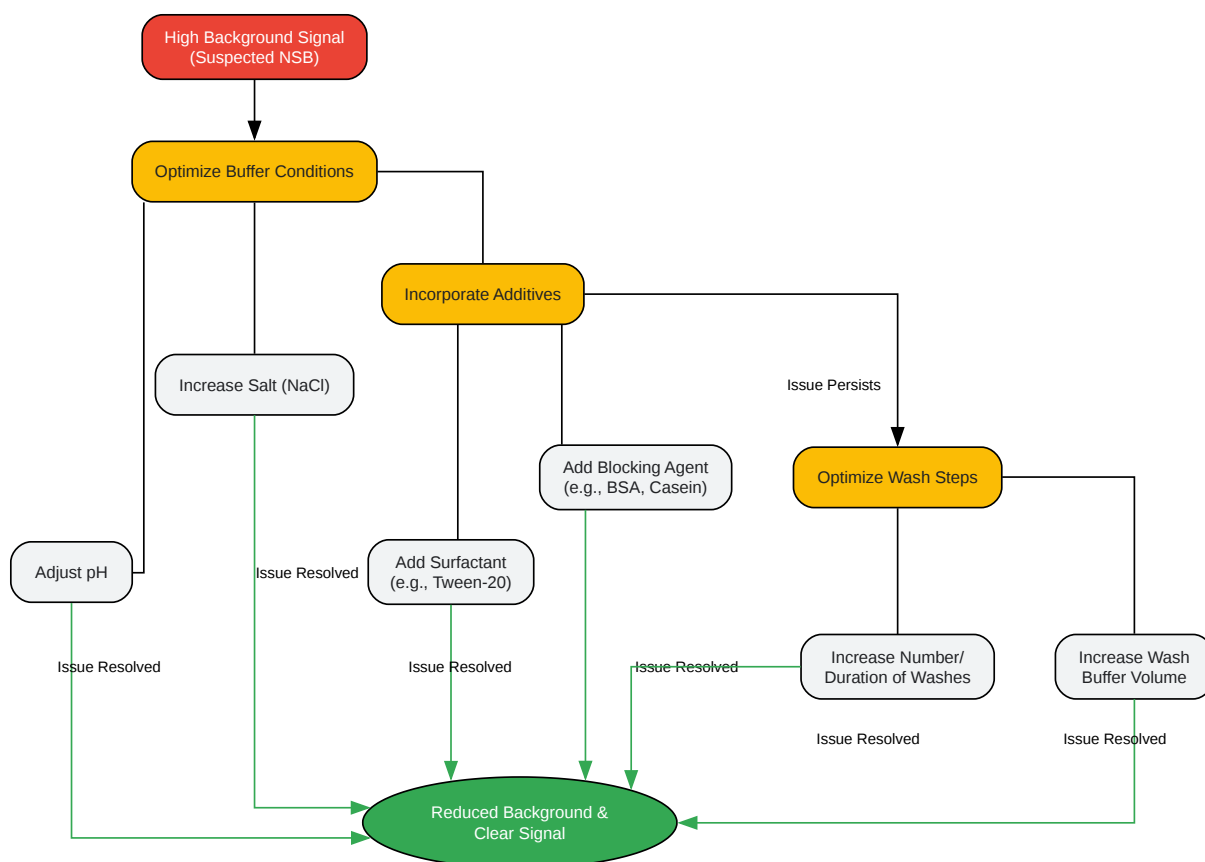 High Background Signal
(Suspected NSB)
Optimize Buffer Conditions
Incorporate Additives
Increase Salt (NaCl)
Issue Persists
Add Blocking Agent
(e.g., BSA, Casein)
Optimize Wash Steps
Adjust pH
Issue Resolved
Add Surfactant
(e.g., Tween-20)
Issue Resolved
Issue Resolved
Issue Resolved
Increase Number/
Duration of Washes
Increase Wash
Buffer Volume
Issue Resolved
Issue Resolved
Reduced Background &
Clear Signal